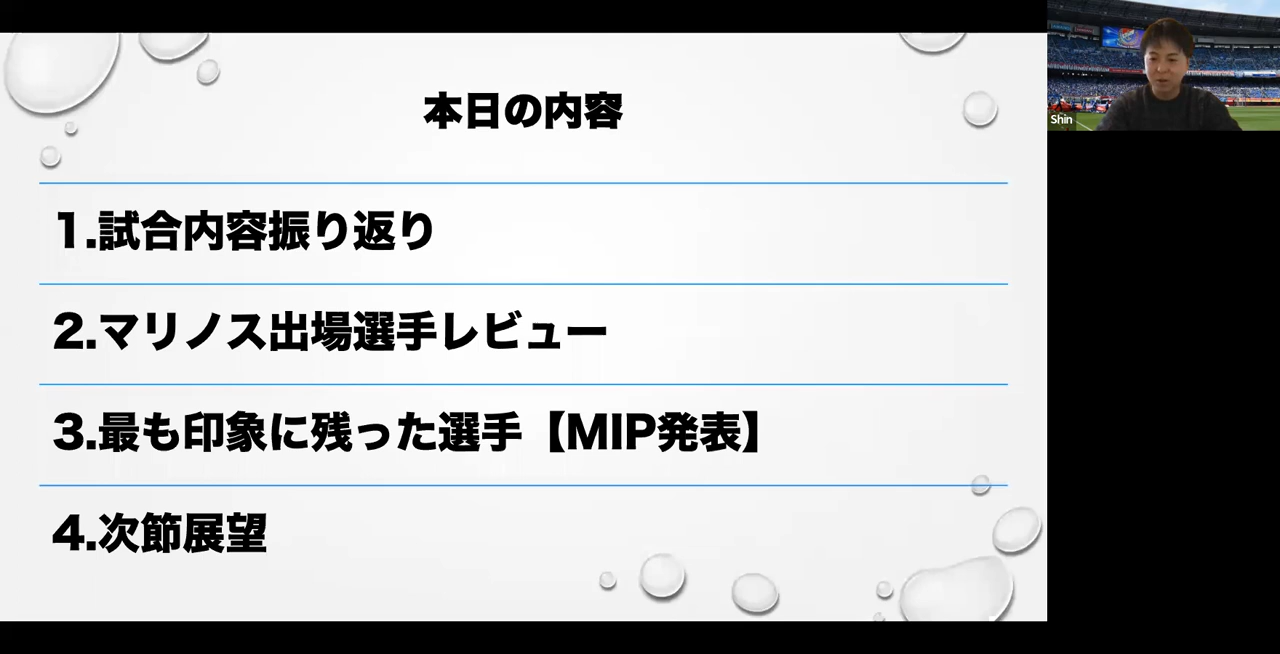 本日の内容
1.試合内容振り返り
2.マリノス出場選手レビュー
3.最も印象に残った選手【MIP発表】
4.次節展望
Shin